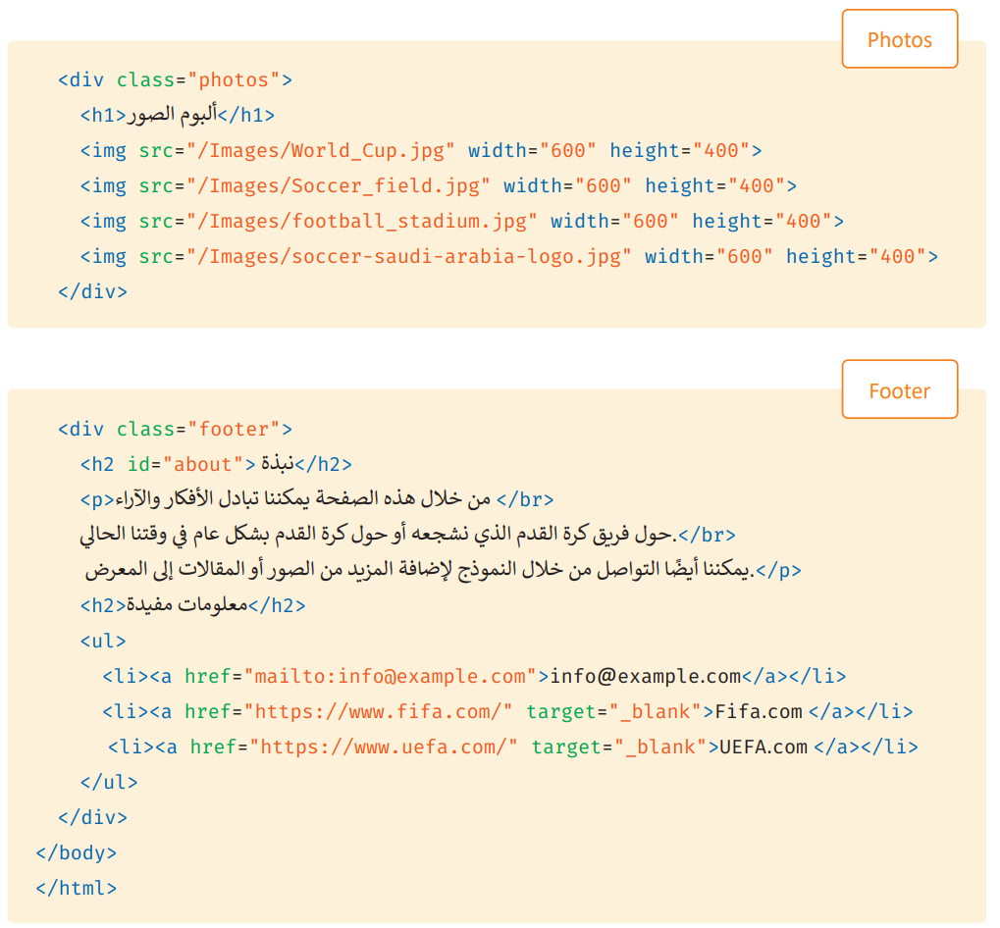 Photos
<div class="photos">
<h1>ألبوم الصور</h1>
<img src="/Images/World_Cup.jpg" width="600" height="400">
<img src="/Images/Soccer_field.jpg" width="600" height="400">
<img src="/Images/football_stadium.jpg" width="600" height="400">
<img src="/Images/soccer-saudi-arabia-logo.jpg" width="600" height="400">
</div>
Footer
<div class="footer">
<h2 id="about"> نبذة</h2>
<p>من خلال هذه الصفحة يمكننا تبادل الأفكار والآراء </br>
حول فريق كرة القدم الذي نشجعه أو حول كرة القدم بشكل عام في وقتنا الحالي.</br>
يمكننا أيضًا التواصل من خلال النموذج لإضافة المزيد من الصور أو المقالات إلى المعرض.</p>
<h2>معلومات مفيدة</h2>
<ul>
<li><a href="mailto:info@example.com">info@example.com</a></li>
<li><a href="https://www.fifa.com/" target="_blank">Fifa.com </a></li>
<li><a href="https://www.uefa.com/" target="_blank">UEFA.com </a></li>
</ul>
</div>
</body>
</html>